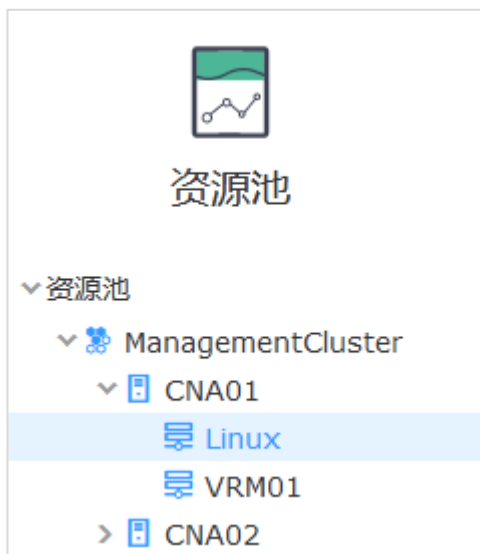 资源池
资源池
ManagementCluster
CNA01
Linux
VRM01
CNA02